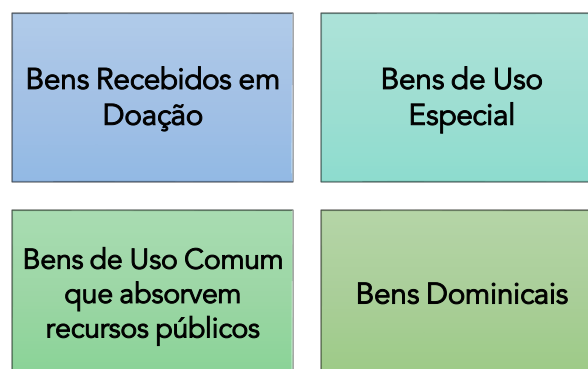 Bens Recebidos em
Doação
Bens de Uso
Especial
Bens de Uso Comum
que absorvem
recursos públicos
Bens Dominicais